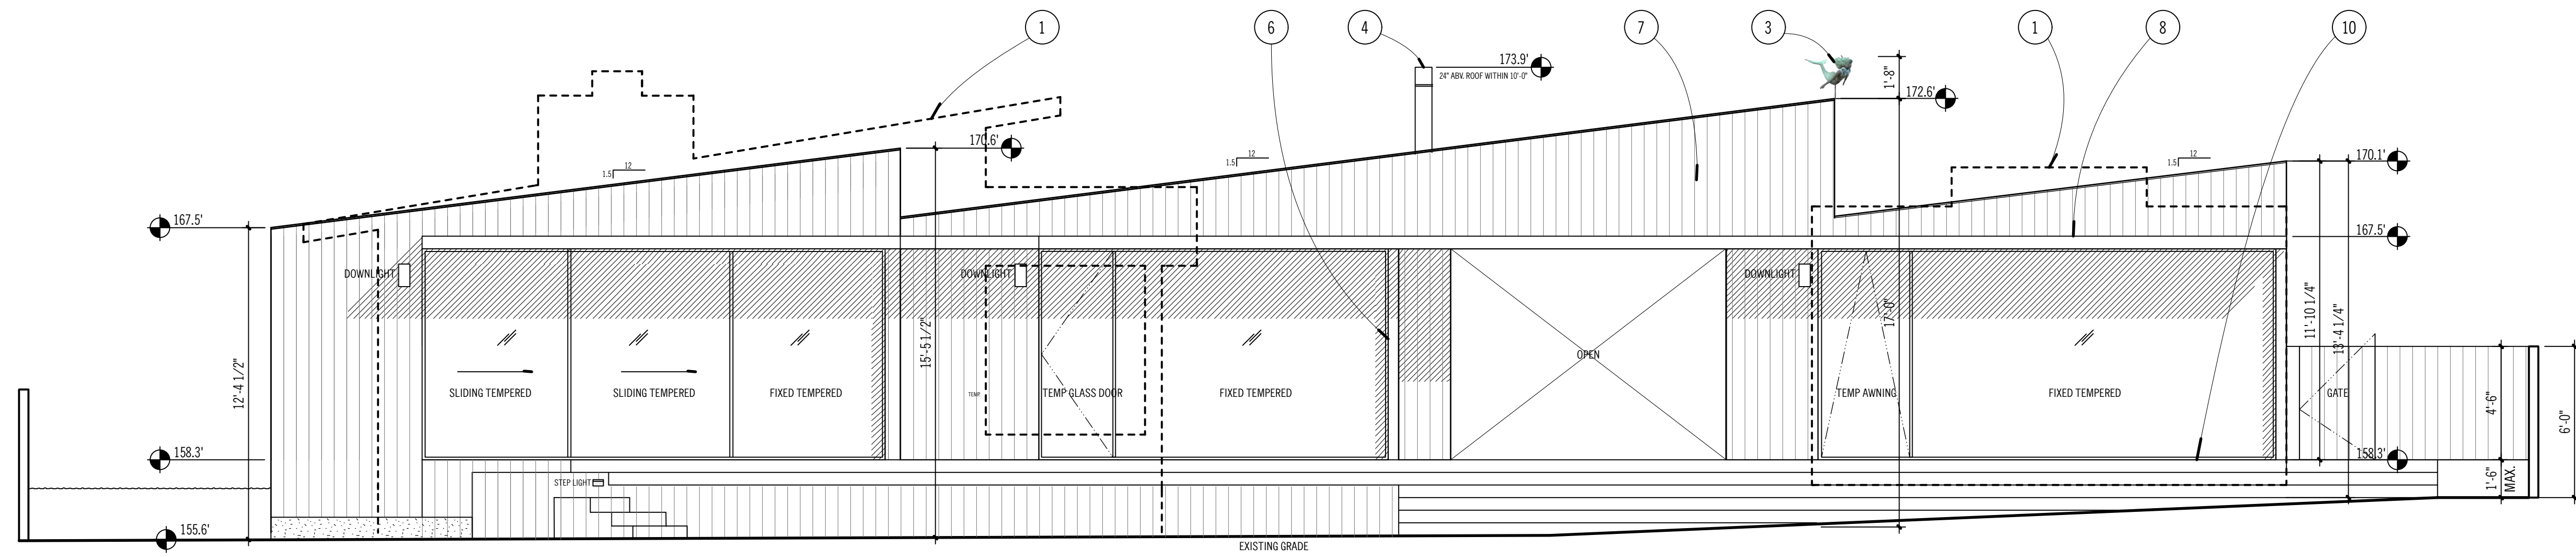 1
6
4
7
3
1
8
10
173.9'
24" ABV. ROOF WITHIN 10'-0"
1'-8"
172.6'
170.6'
12
1.5
12
1.5
12
1.5
170.1'
167.5'
167.5'
DOWNLIGHT
DOWNLIGHT
DOWNLIGHT
12'-4 1/2"
15'-5 1/2"
17'-0"
11'-10 1/4"
13'-4 1/4"
OPEN
SLIDING TEMPERED
SLIDING TEMPERED
FIXED TEMPERED
TEMP.
TEMP GLASS DOOR
FIXED TEMPERED
TEMP AWNING
FIXED TEMPERED
GATE
4'-6"
6'-0"
158.3'
158.3'
STEP LIGHT
1'-6"
MAX.
155.6'
EXISTING GRADE